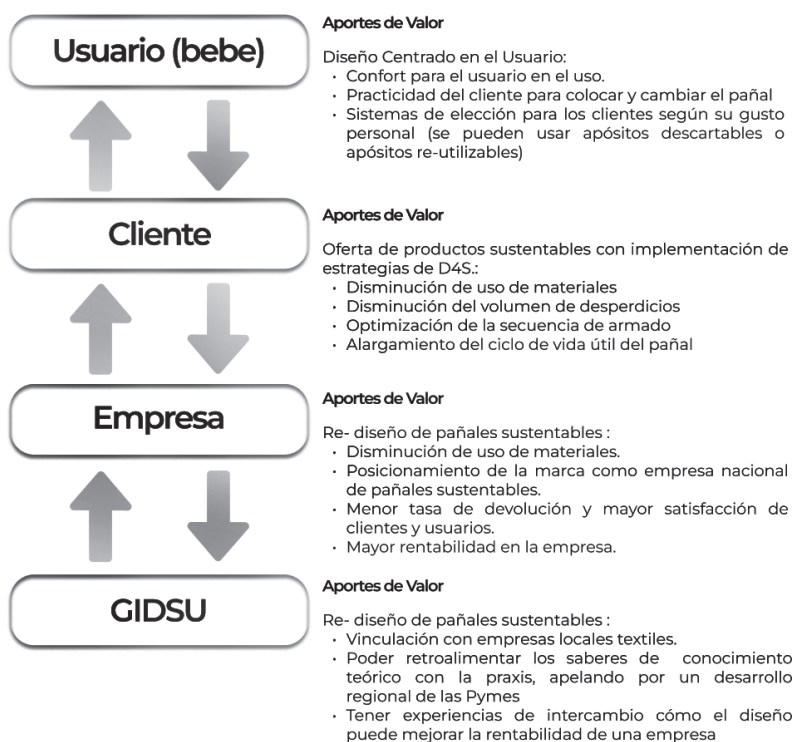 Usuario (bebe)
Aportes de Valor
Diseño Centrado en el Usuario:
· Confort para el usuario en el uso.
· Practicidad del cliente para colocar y cambiar el pañal
· Sistemas de elección para los clientes según su gusto
personal (se pueden usar apósitos descartables o
apósitos re-utilizables)
Cliente
Aportes de Valor
Oferta de productos sustentables con implementación de
estrategias de D4S.:
· Disminución de uso de materiales
· Disminución del volumen de desperdicios
· Optimización de la secuencia de armado
· Alargamiento del ciclo de vida útil del pañal
Empresa
Aportes de Valor
Re- diseño de pañales sustentables :
· Disminución de uso de materiales.
· Posicionamiento de la marca como empresa nacional
de pañales sustentables.
· Menor tasa de devolución y mayor satisfacción de
clientes y usuarios.
· Mayor rentabilidad en la empresa.
GIDSU
Aportes de Valor
Re- diseño de pañales sustentables :
· Vinculación con empresas locales textiles.
· Poder retroalimentar los saberes de conocimiento
teórico con la praxis, apelando por un desarrollo
regional de las Pymes
· Tener experiencias de intercambio cómo el diseño
puede mejorar la rentabilidad de una empresa